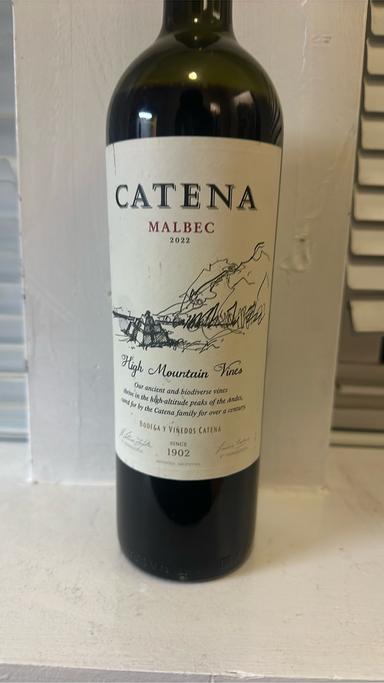 CATENA
MALBEC
2022
High Mountain Vines
Our ancient and biodiverse vines
thrive in the high-altitude peaks of the Andes,
cared for by the Catena family for over a century.
BODEGA Y VIÑEDOS CATENA
SINCE
1902